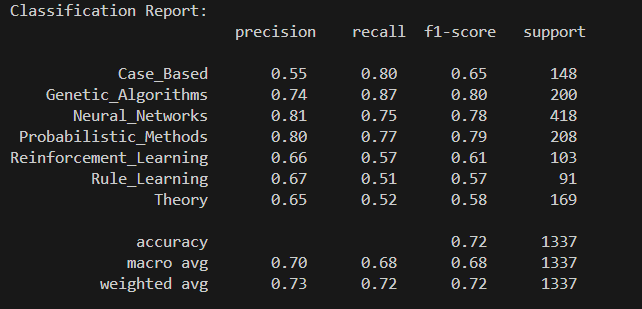 Classification Report:
precision recall f1-score support
Case_Based 0.55 0.80 0.65 148
Genetic_Algorithms 0.74 0.87 0.80 200
Neural_Networks 0.81 0.75 0.78 418
Probabilistic_Methods 0.80 0.77 0.79 208
Reinforcement_Learning 0.66 0.57 0.61 103
Rule_Learning 0.67 0.51 0.57 91
Theory 0.65 0.52 0.58 169
accuracy 0.72 1337
macro avg 0.70 0.68 0.68 1337
weighted avg 0.73 0.72 0.72 1337